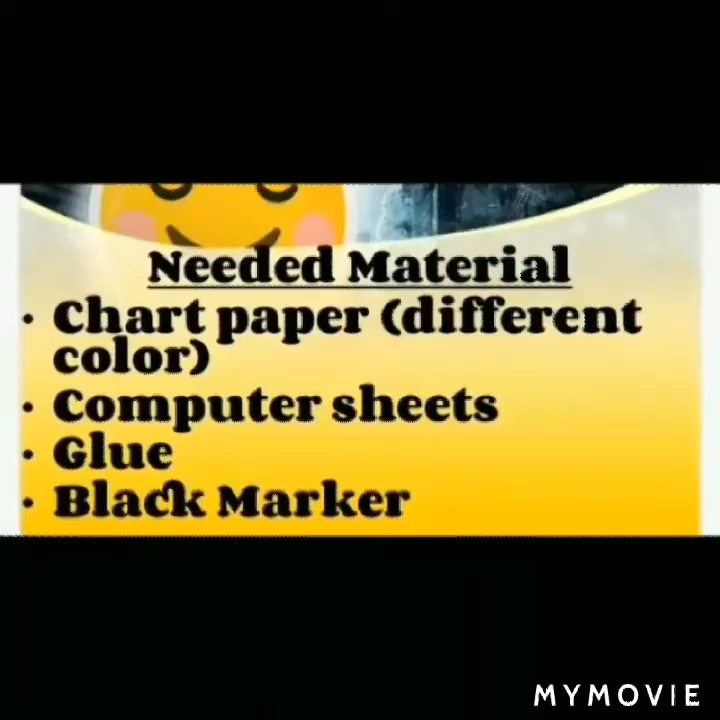 Needed Material
• Chart paper (different
color)
• Computer sheets
• Glue
• Black Marker
MYMOVIE